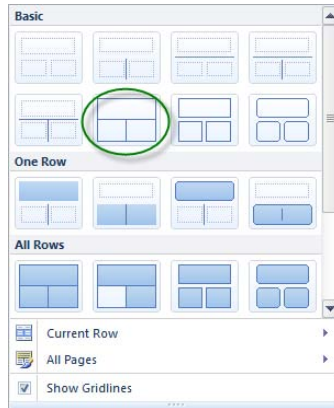 Basic
One Row
All Rows
Current Row
All Pages
Show Gridlines